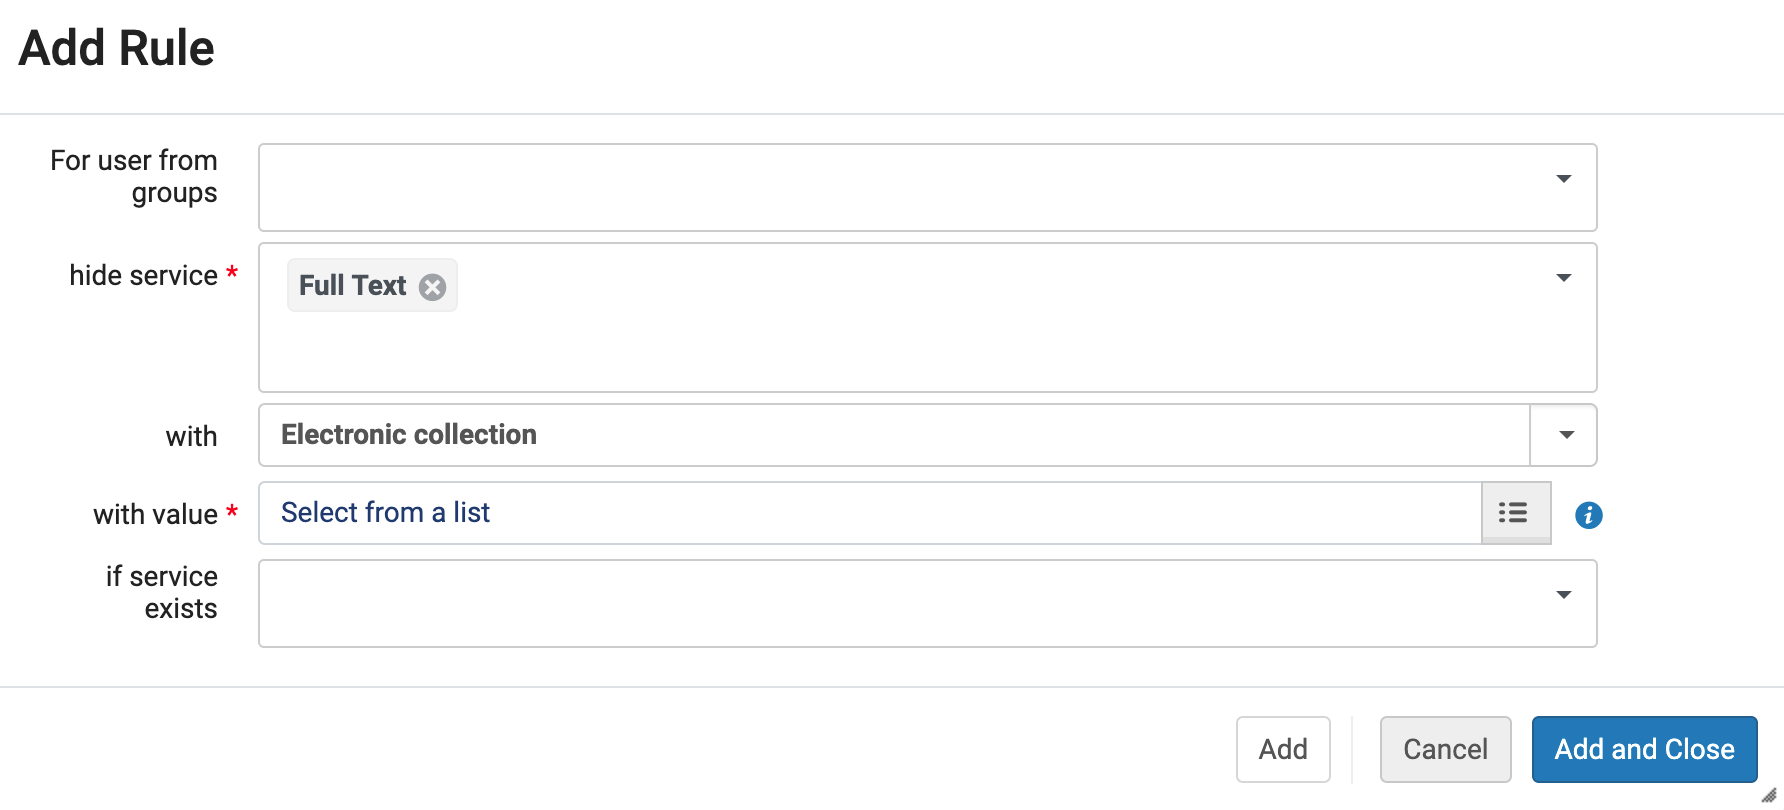 Add Rule
For user from
groups
hide service *
Full Text
with
Electronic collection
with value *
Select from a list
if service
exists
Add
Cancel
Add and Close